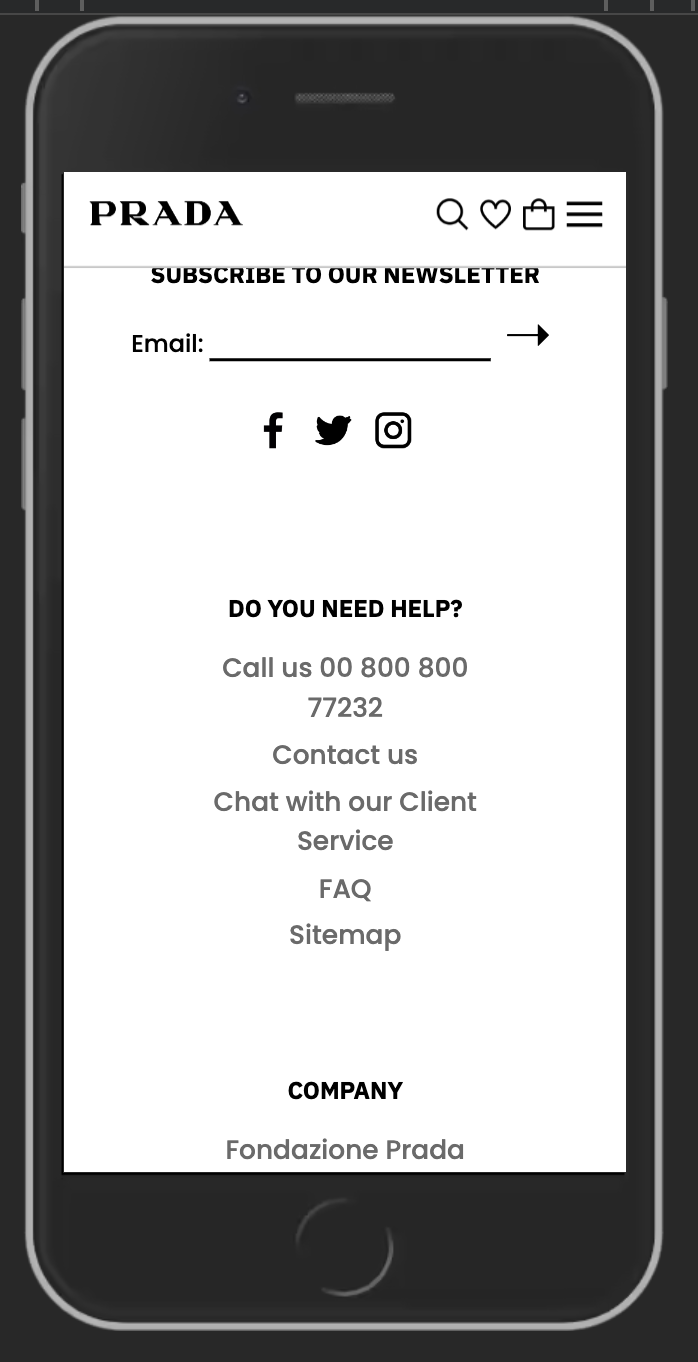 PRADA
SUBSCRIBE TO OUR NEWSLETTER
Email:
DO YOU NEED HELP?
Call us 00 800 800
77232
Contact us
Chat with our Client
Service
FAQ
Sitemap
COMPANY
Fondazione Prada